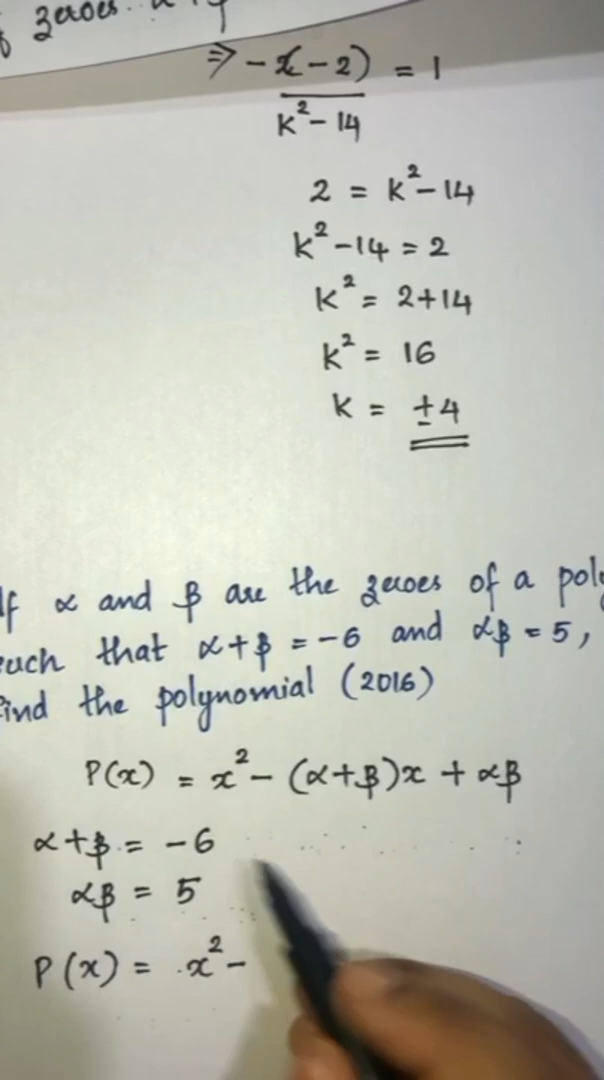 zeroes.
⇒ -(-2) = 1
k²-14
2 = k²-14
k²-14 = 2
k² = 2+14
k² = 16
k = ±4
If α and β are the zeroes of a poly
such that α+β = -6 and αβ = 5,
find the polynomial (2016)
P(x) = x² - (α+β)x + αβ
α+β = -6
αβ = 5
P(x) = x² -